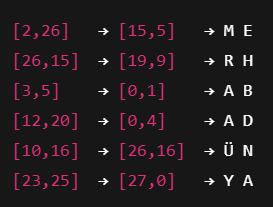 [2,26] → [15,5] → M E
[26,15] → [19,9] → R H
[3,5] → [0,1] → A B
[12,20] → [0,4] → A D
[10,16] → [26,16] → Ü N
[23,25] → [27,0] → Y A